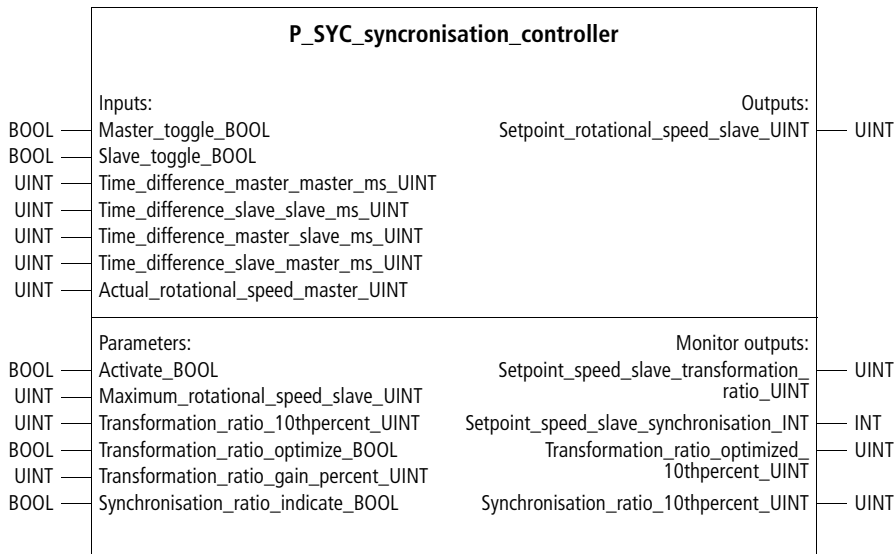 P_SYC_syncronisation_controller
Inputs: Outputs:
BOOL Master_toggle_BOOL Setpoint_rotational_speed_slave_UINT UINT
BOOL Slave_toggle_BOOL
UINT Time_difference_master_master_ms_UINT
UINT Time_difference_slave_slave_ms_UINT
UINT Time_difference_master_slave_ms_UINT
UINT Time_difference_slave_master_ms_UINT
UINT Actual_rotational_speed_master_UINT
Parameters: Monitor outputs:
BOOL Activate_BOOL Setpoint_speed_slave_transformation_ UINT
UINT Maximum_rotational_speed_slave_UINT ratio_UINT
UINT Transformation_ratio_10thpercent_UINT Setpoint_speed_slave_synchronisation_INT INT
BOOL Transformation_ratio_optimize_BOOL Transformation_ratio_optimized_ UINT
UINT Transformation_ratio_gain_percent_UINT 10thpercent_UINT
BOOL Synchronisation_ratio_indicate_BOOL Synchronisation_ratio_10thpercent_UINT UINT